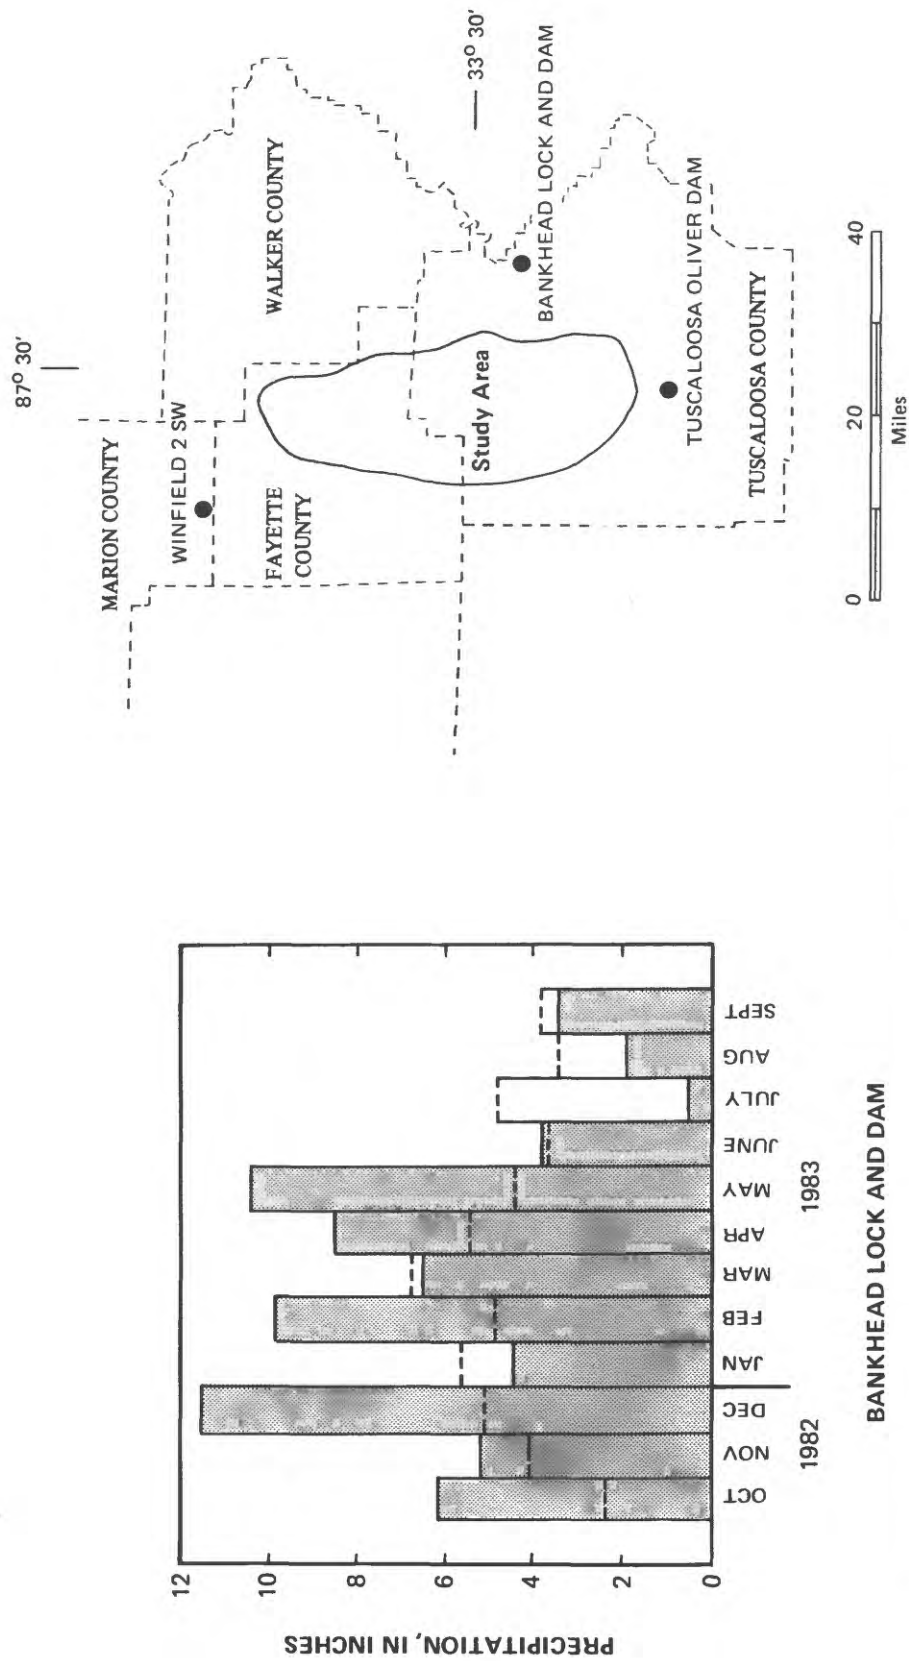 12
10
8
6
4
2
0
PRECIPITATION, IN INCHES
OCT
NOV
DEC
JAN
FEB
MAR
APR
MAY
JUNE
JULY
AUG
SEPT
1982
1983
BANKHEAD LOCK AND DAM
87° 30'
MARION COUNTY
WINFIELD 2 SW
WALKER COUNTY
FAYETTE
COUNTY
33° 30'
Study Area
BANKHEAD LOCK AND DAM
TUSCALOOSA OLIVER DAM
TUSCALOOSA COUNTY
0
20
40
Miles